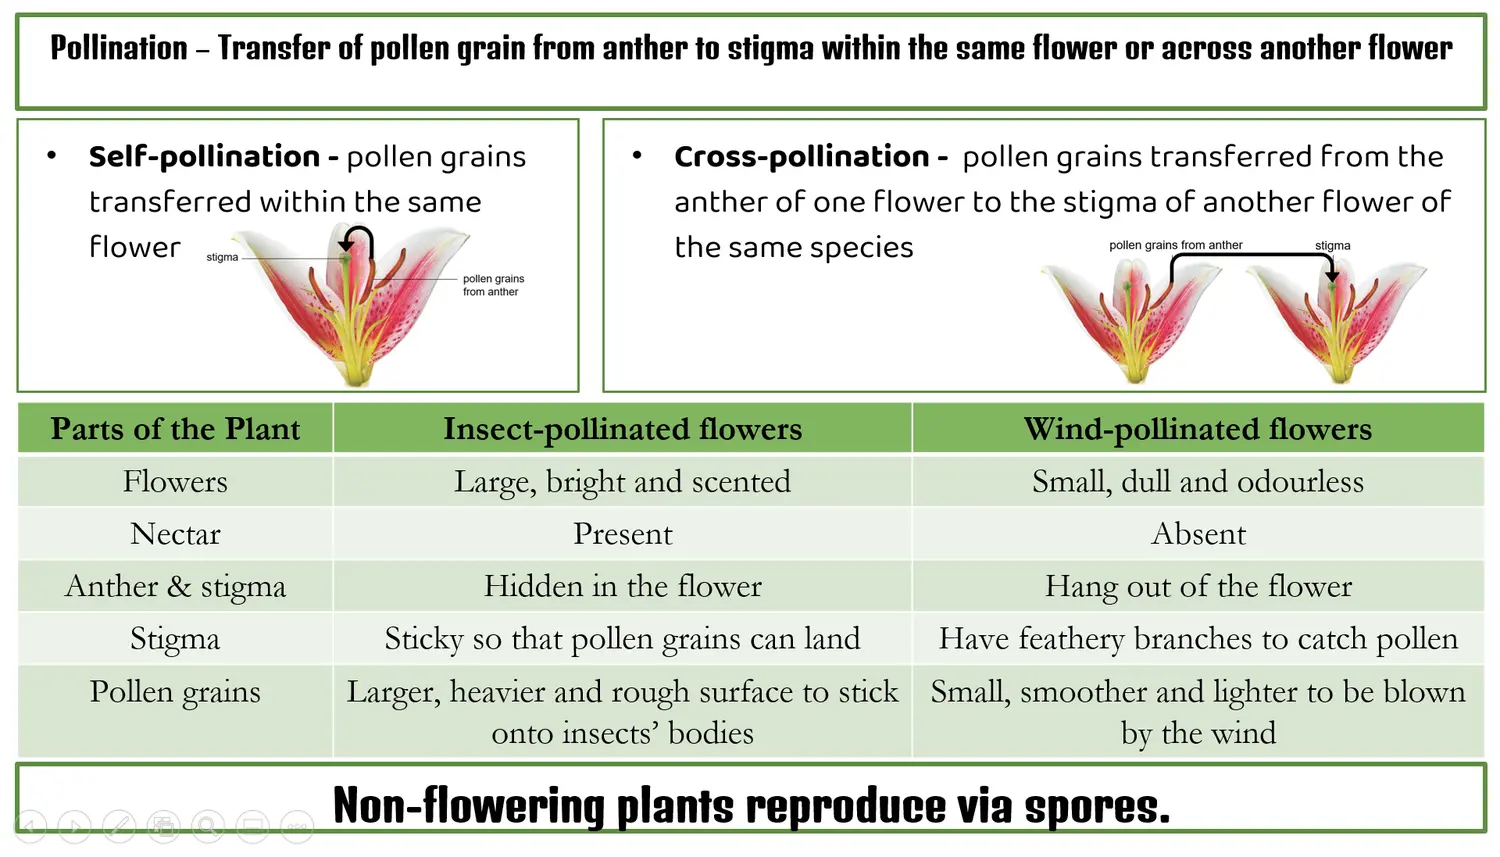 Pollination – Transfer of pollen grain from anther to stigma within the same flower or across another flower
• Self-pollination - pollen grains
transferred within the same
flower
stigma
pollen grains
from anther
• Cross-pollination - pollen grains transferred from the
anther of one flower to the stigma of another flower of
the same species
pollen grains from anther
stigma
Parts of the Plant Insect-pollinated flowers Wind-pollinated flowers
Flowers Large, bright and scented Small, dull and odourless
Nectar Present Absent
Anther & stigma Hidden in the flower Hang out of the flower
Stigma Sticky so that pollen grains can land Have feathery branches to catch pollen
Pollen grains Larger, heavier and rough surface to stick Small, smoother and lighter to be blown
onto insects’ bodies by the wind
Non-flowering plants reproduce via spores.